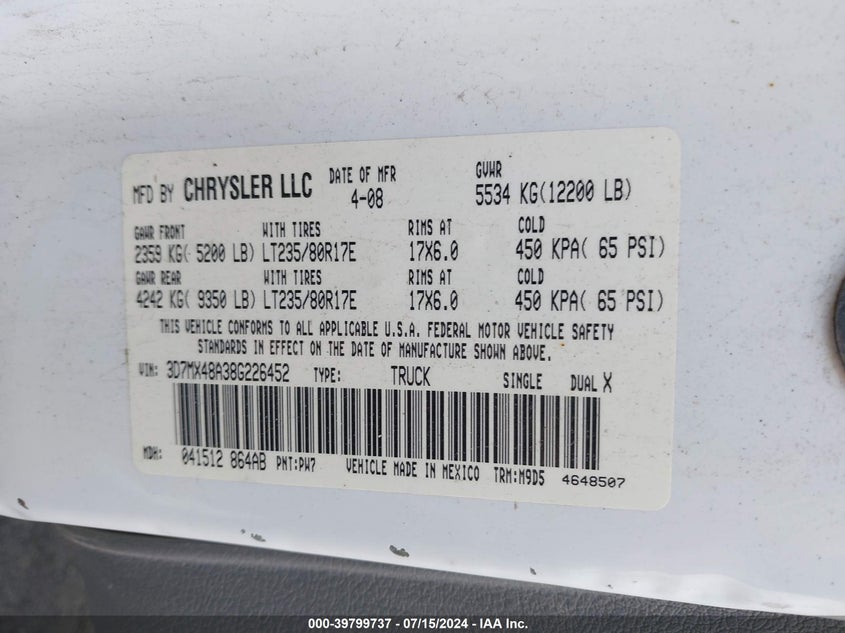 MFD BY CHRYSLER LLC DATE OF MFR 4-08 GVWR 5534 KG(12200 LB)
GAWR FRONT WITH TIRES RIMS AT COLD
2359 KG( 5200 LB) LT235/80R17E 17X6.0 450 KPA( 65 PSI)
GAWR REAR WITH TIRES RIMS AT COLD
4242 KG( 9350 LB) LT235/80R17E 17X6.0 450 KPA( 65 PSI)
THIS VEHICLE CONFORMS TO ALL APPLICABLE U.S.A. FEDERAL MOTOR VEHICLE SAFETY
STANDARDS IN EFFECT ON THE DATE OF MANUFACTURE SHOWN ABOVE.
VIN: 3D7MX48A38G226452 TYPE: TRUCK SINGLE DUAL X
MDH: 041512 864AB PNT:PW7 VEHICLE MADE IN MEXICO TRM:M9D5 4648507
000-39799737 - 07/15/2024 - IAA Inc.